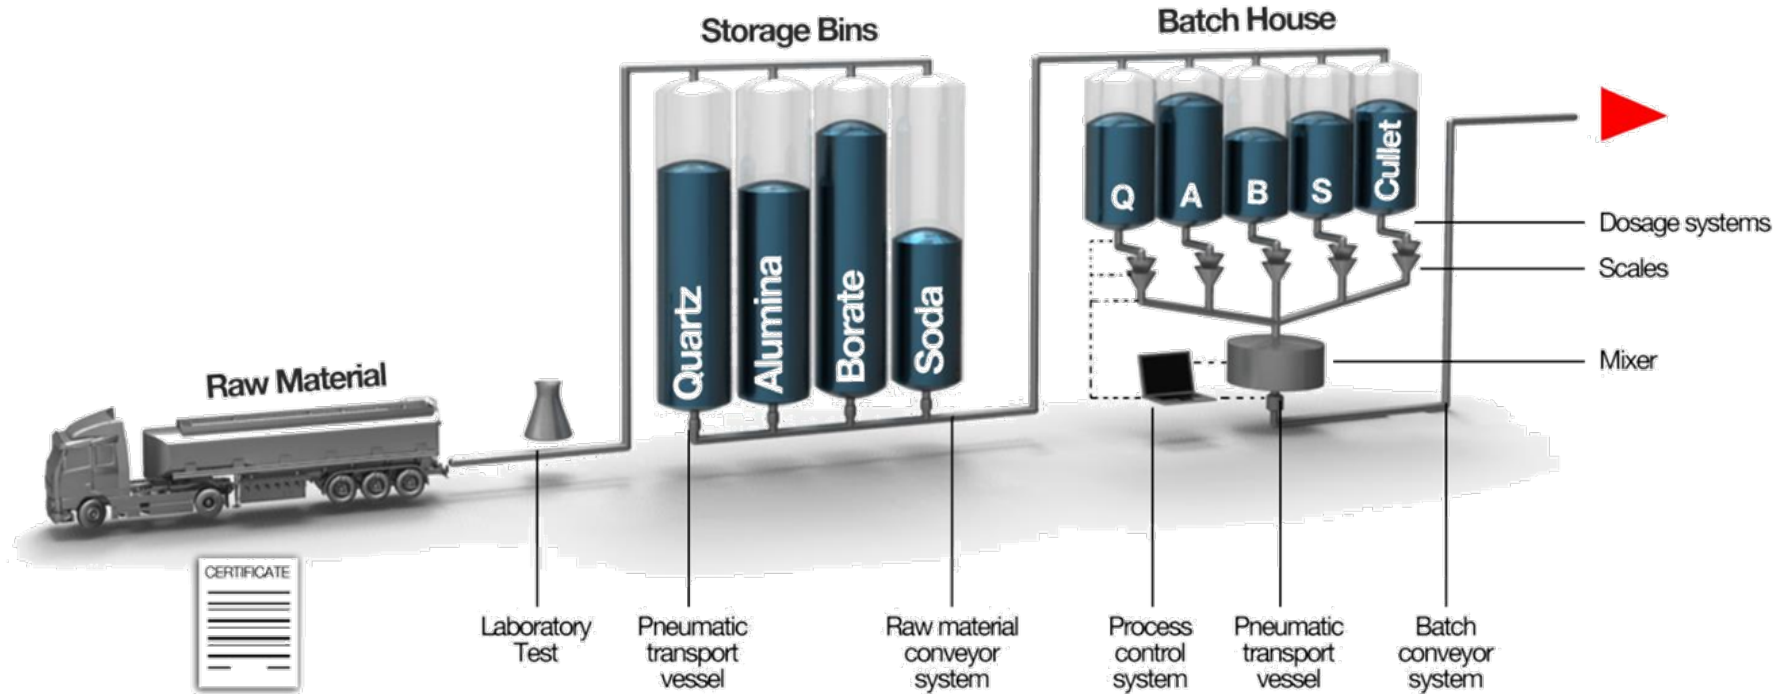 Storage Bins
Batch House
Quartz
Alumina
Borate
Soda
Q
A
B
S
Cullet
Dosage systems
Scales
Mixer
Raw Material
CERTIFICATE
Laboratory
Test
Pneumatic
transport
vessel
Raw material
conveyor
system
Process
control
system
Pneumatic
transport
vessel
Batch
conveyor
system